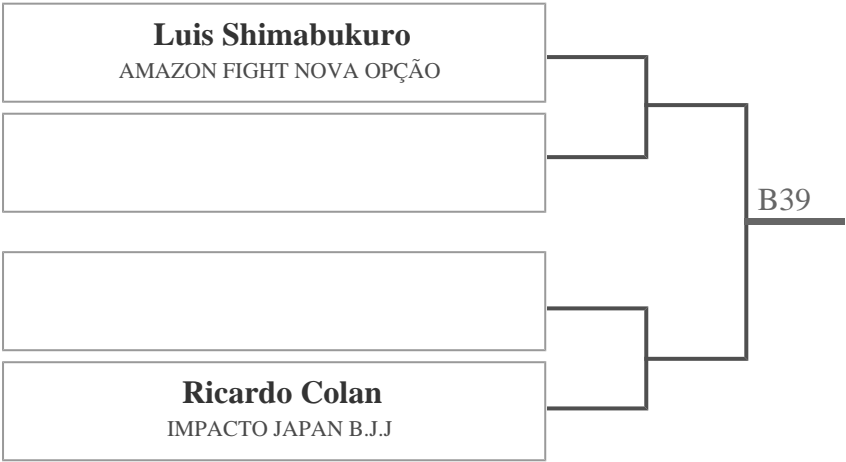 Luis Shimabukuro
AMAZON FIGHT NOVA OPÇÃO
B39
Ricardo Colan
IMPACTO JAPAN B.J.J